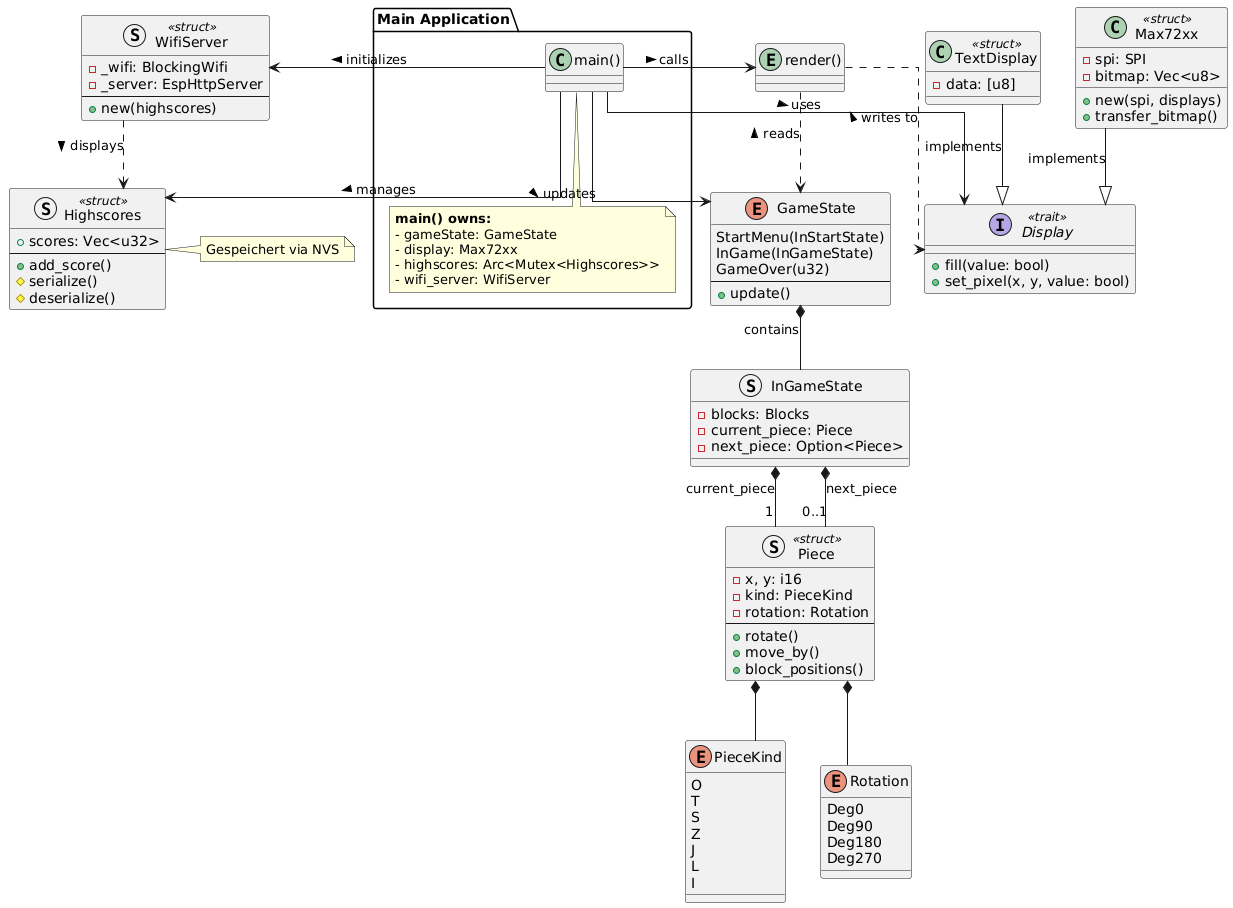 «struct»
WifiServer
_wifi: BlockingWifi
_server: EspHttpServer
new(highscores)
initializes
Main Application
main()
calls
render()
«struct»
TextDisplay
data: [u8]
«struct»
Max72xx
spi: SPI
bitmap: Vec<u8>
new(spi, displays)
transfer_bitmap()
displays
uses
reads
writes to
implements
implements
«struct»
Highscores
scores: Vec<u32>
add_score()
serialize()
deserialize()
Gespeichert via NVS
manages
updates
main() owns:
- gameState: GameState
- display: Max72xx
- highscores: Arc<Mutex<Highscores>>
- wifi_server: WifiServer
GameState
StartMenu(InStartState)
InGame(InGameState)
GameOver(u32)
update()
«trait»
Display
fill(value: bool)
set_pixel(x, y, value: bool)
contains
InGameState
blocks: Blocks
current_piece: Piece
next_piece: Option<Piece>
current_piece
next_piece
1
0..1
«struct»
Piece
x, y: i16
kind: PieceKind
rotation: Rotation
rotate()
move_by()
block_positions()
PieceKind
O
T
S
Z
J
L
I
Rotation
Deg0
Deg90
Deg180
Deg270
S
S
C
E
C
C
E
I
S
S
E
E